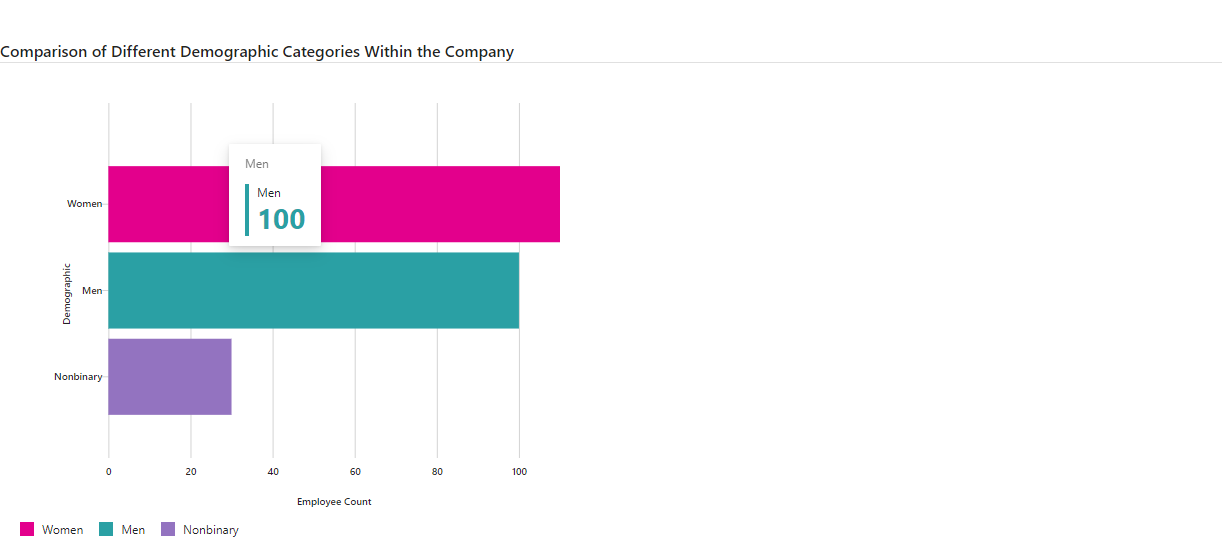 Comparison of Different Demographic Categories Within the Company
Men
Men
100
Women
Men
Nonbinary
Demographic
0 20 40 60 80 100
Employee Count
Women Men Nonbinary